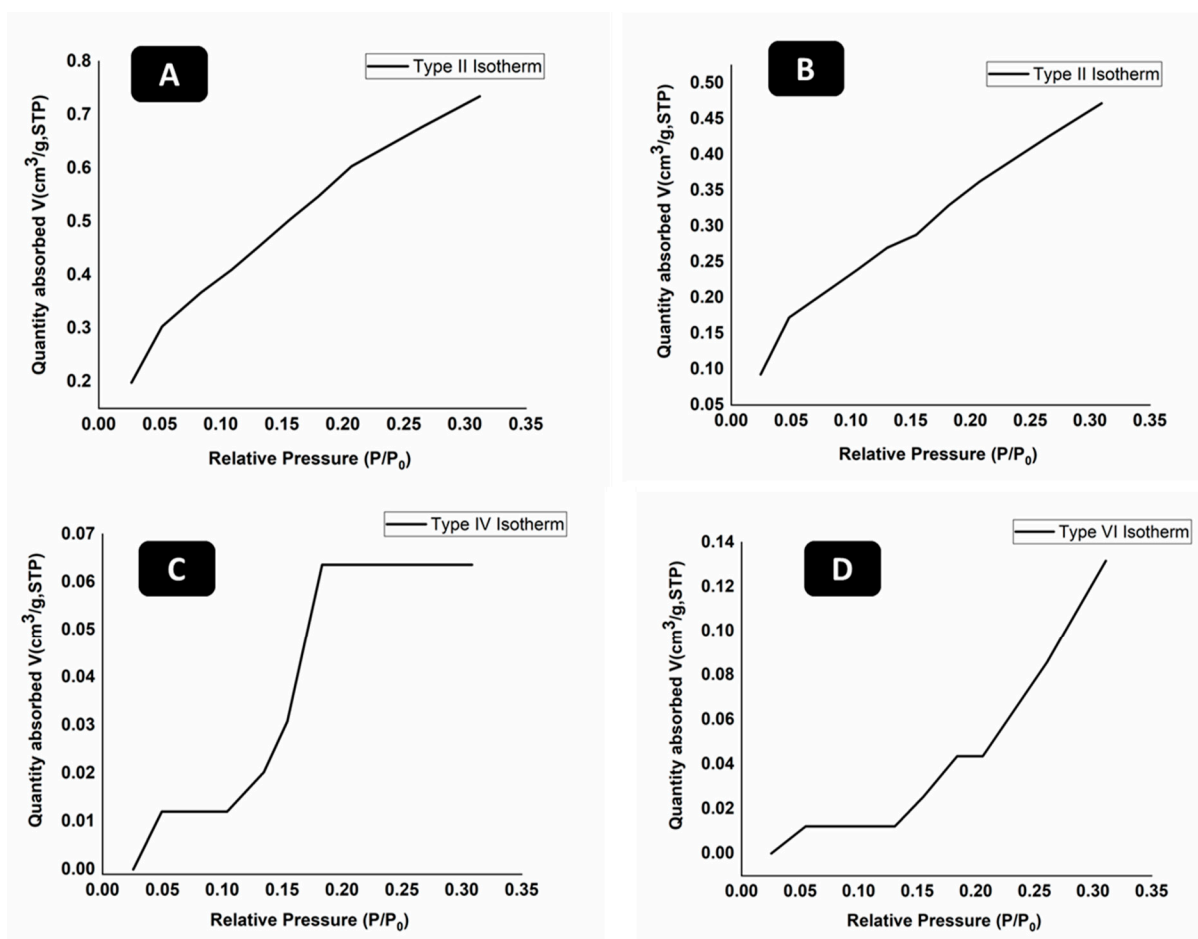 A
Type II Isotherm
Quantity absorbed V(cm³/g,STP)
0.8
0.7
0.6
0.5
0.4
0.3
0.2
0.00 0.05 0.10 0.15 0.20 0.25 0.30 0.35
Relative Pressure (P/P₀)
B
Type II Isotherm
Quantity absorbed V(cm³/g,STP)
0.50
0.45
0.40
0.35
0.30
0.25
0.20
0.15
0.10
0.05
0.00 0.05 0.10 0.15 0.20 0.25 0.30 0.35
Relative Pressure (P/P₀)
C
Type IV Isotherm
Quantity absorbed V(cm³/g,STP)
0.07
0.06
0.05
0.04
0.03
0.02
0.01
0.00
0.00 0.05 0.10 0.15 0.20 0.25 0.30 0.35
Relative Pressure (P/P₀)
D
Type VI Isotherm
Quantity absorbed V(cm³/g,STP)
0.14
0.12
0.10
0.08
0.06
0.04
0.02
0.00
0.00 0.05 0.10 0.15 0.20 0.25 0.30 0.35
Relative Pressure (P/P₀)